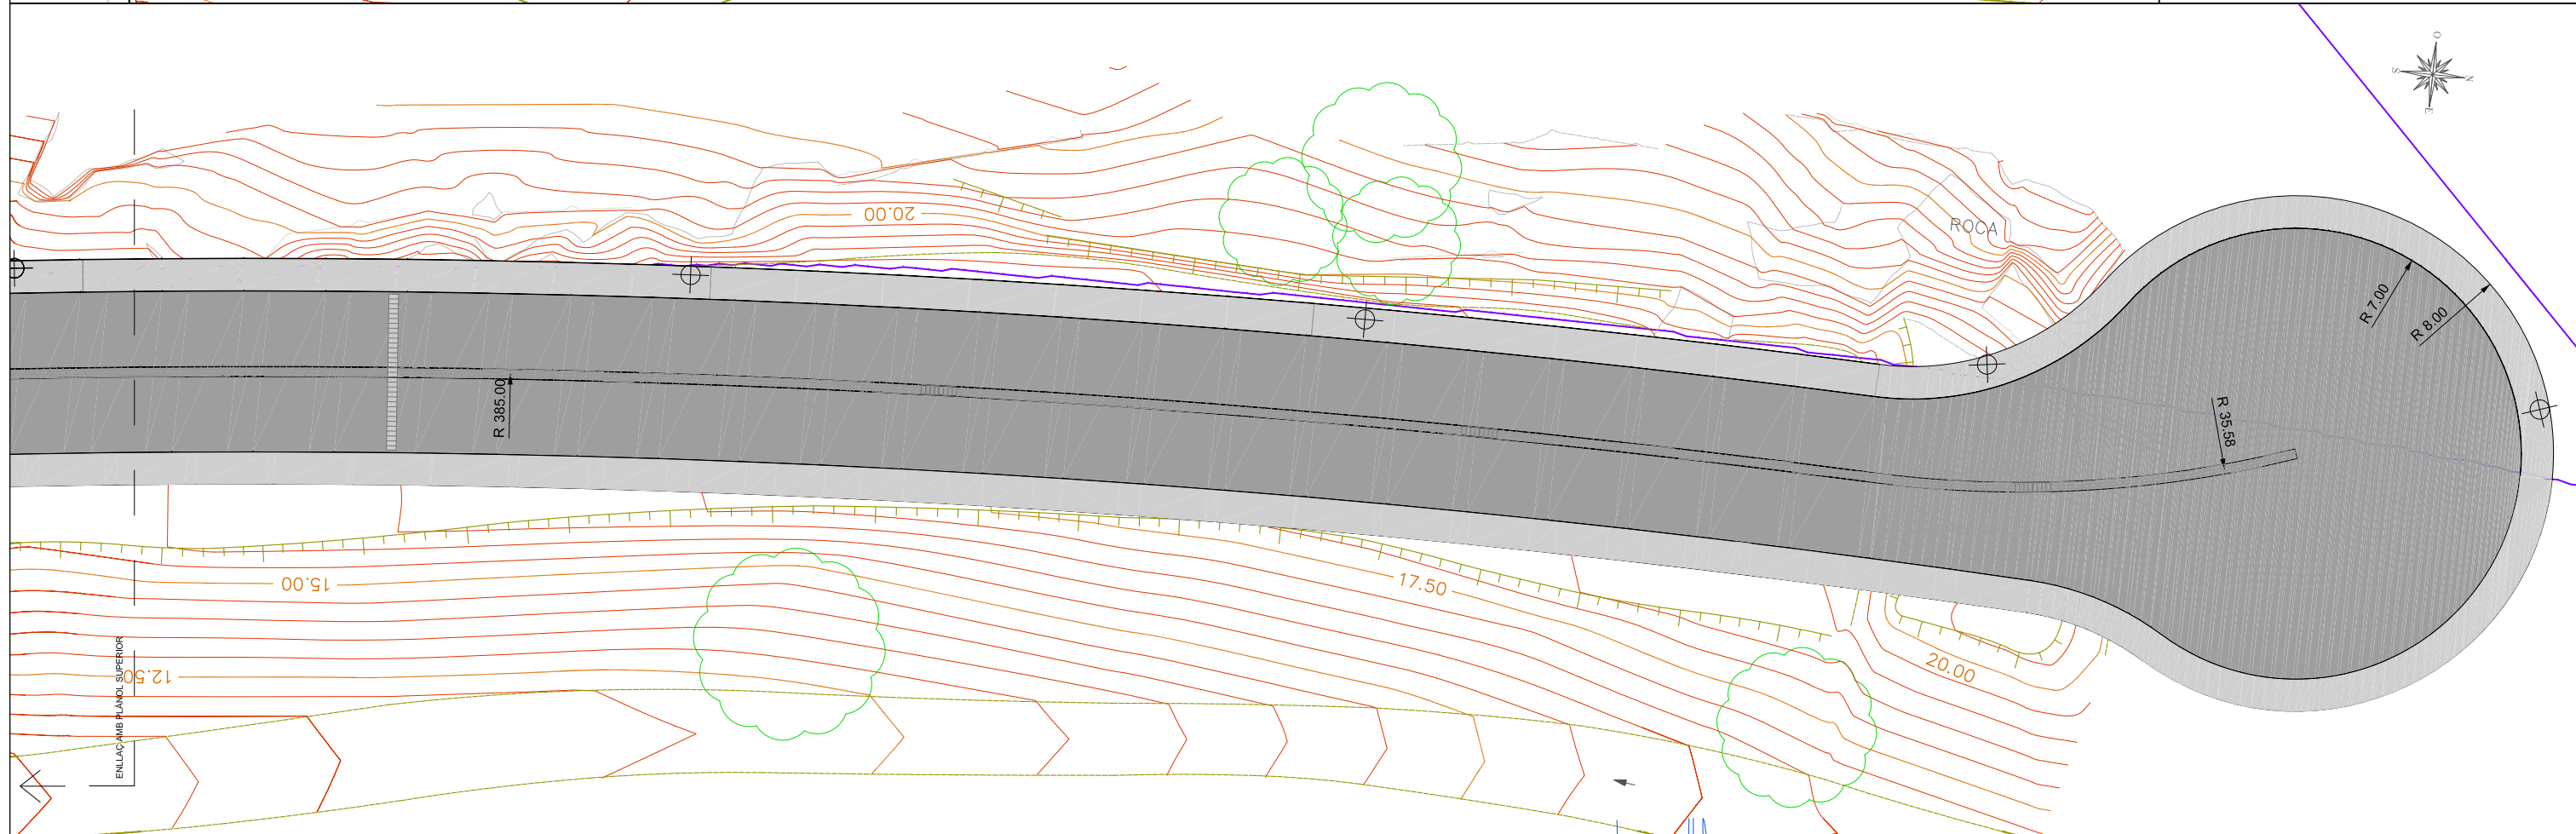 O
S
N
E
20.00
ROCA
R 7.00
R 8.00
R 385.00
R 35.58
15.00
17.50
12.50
20.00
ENLLAÇ AMB PLÀNOL SUPERIOR